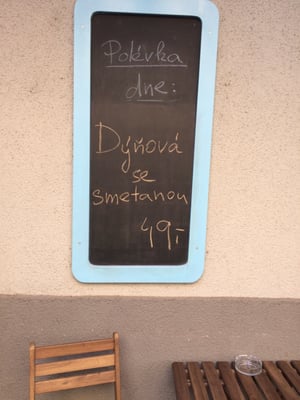 Polévka
dne:
Dýňová
se
smetanou
49,-